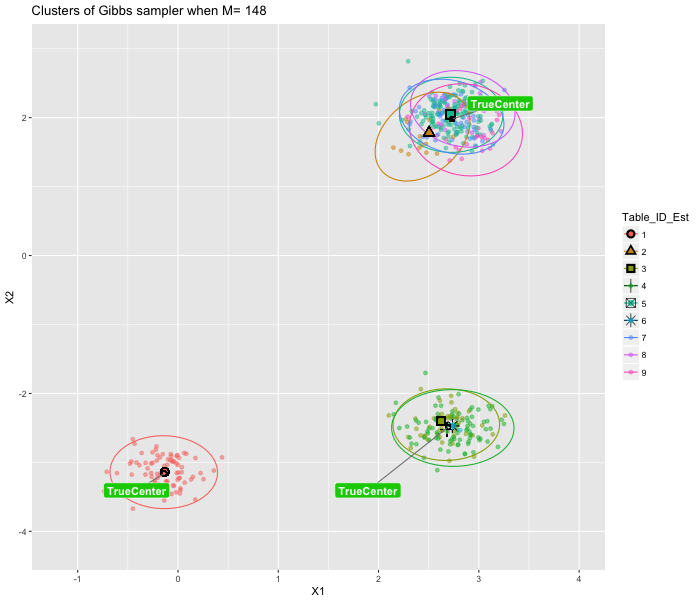 Clusters of Gibbs sampler when M= 148
TrueCenter
2
0
-2
-4
X2
TrueCenter
TrueCenter
-1
0
1
2
3
4
X1
Table_ID_Est
1
2
3
4
5
6
7
8
9